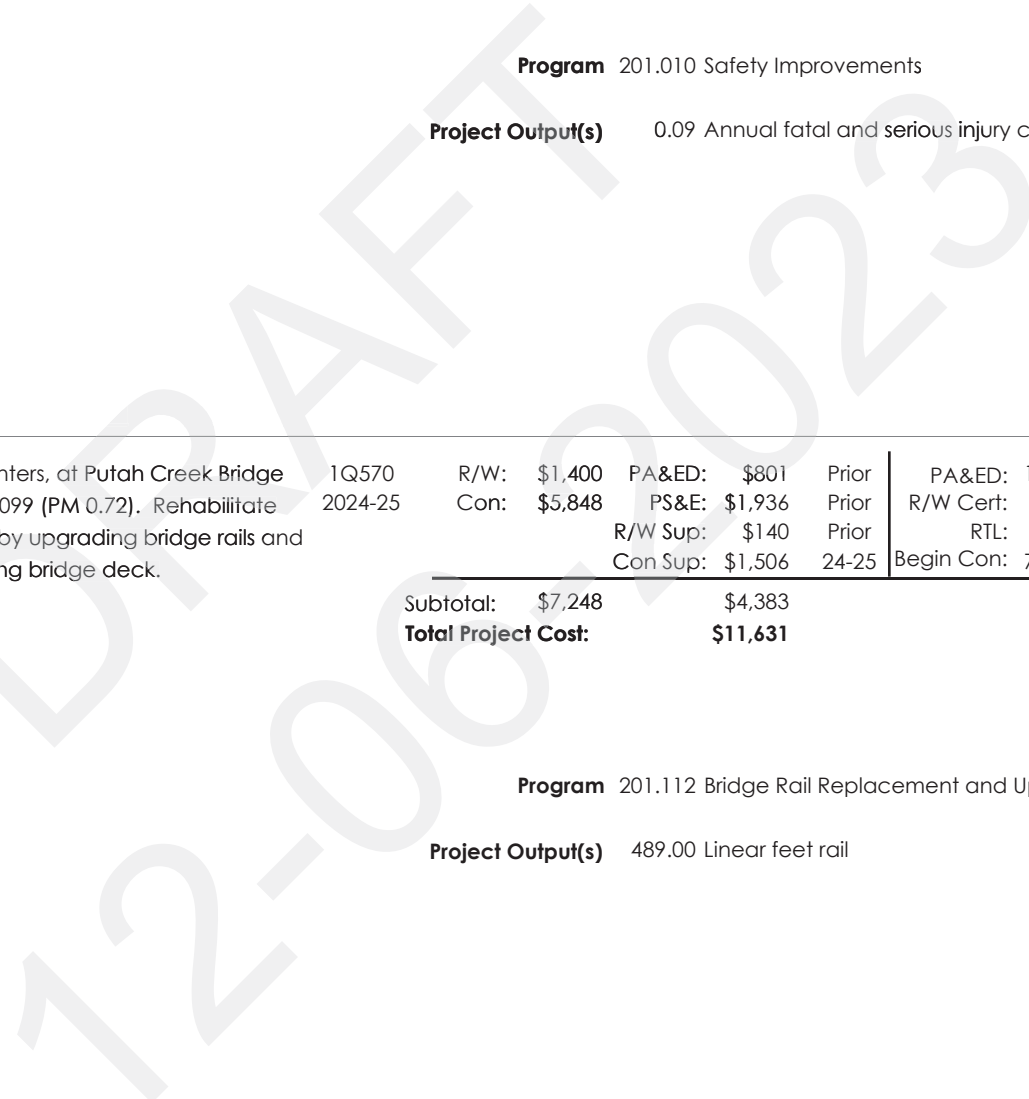 Program 201.010 Safety Improvements
Project Output(s) 0.09 Annual fatal and serious injury
at Putah Creek Bridge 1Q570 R/W: $1,400 PA&ED: $801 Prior PA&ED:
099 (PM 0.72). Rehabilitate 2024-25 Con: $5,848 PS&E: $1,936 Prior R/W Cert:
by upgrading bridge rails and R/W Sup: $140 Prior RTL:
bridge deck. Con Sup: $1,506 24-25 Begin Con:
Subtotal: $7,248 $4,383
Total Project Cost: $11,631
Program 201.112 Bridge Rail Replacement and
Project Output(s) 489.00 Linear feet rail
DRAFT
12-06-2023